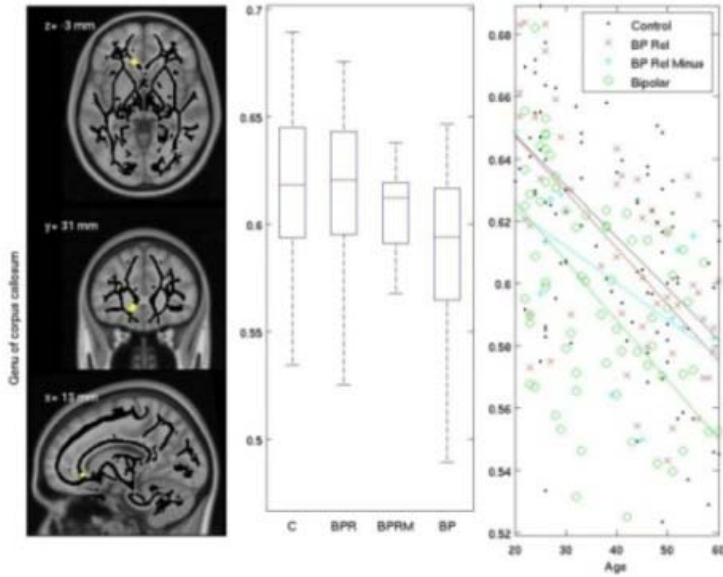 Genu of corpus callosum
z= -3 mm
y= 31 mm
x= 13 mm
0.7
0.65
0.6
0.55
0.5
C BPR BPRM BP
Control
BP Rel
BP Rel Minus
Bipolar
0.68
0.66
0.64
0.62
0.6
0.58
0.56
0.54
0.52
20 30 40 50 60
Age